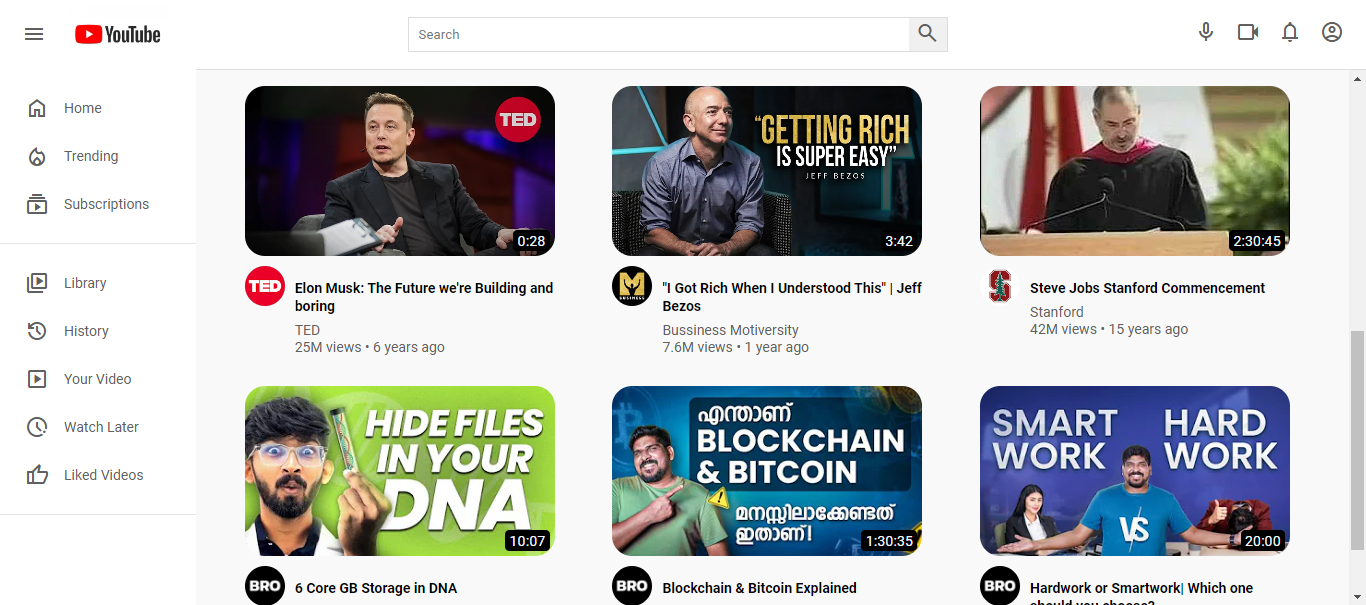 YouTube
Search
Home
Trending
Subscriptions
Library
History
Your Video
Watch Later
Liked Videos
TED
0:28
"GETTING RICH
IS SUPER EASY"
JEFF BEZOS
3:42
2:30:45
TED
Elon Musk: The Future we're Building and
boring
TED
25M views • 6 years ago
M
BUSINESS
"I Got Rich When I Understood This" | Jeff
Bezos
Bussiness Motiversity
7.6M views • 1 year ago
S
Steve Jobs Stanford Commencement
Stanford
42M views • 15 years ago
HIDE FILES
IN YOUR
DNA
10:07
എന്താണ്
BLOCKCHAIN
& BITCOIN
മനസ്സിലാക്കേണ്ടത്
ഇതാണ്!
1:30:35
SMART
WORK
HARD
WORK
VS
20:00
BRO
6 Core GB Storage in DNA
BRO
Blockchain & Bitcoin Explained
BRO
Hardwork or Smartwork| Which one
should you choose?